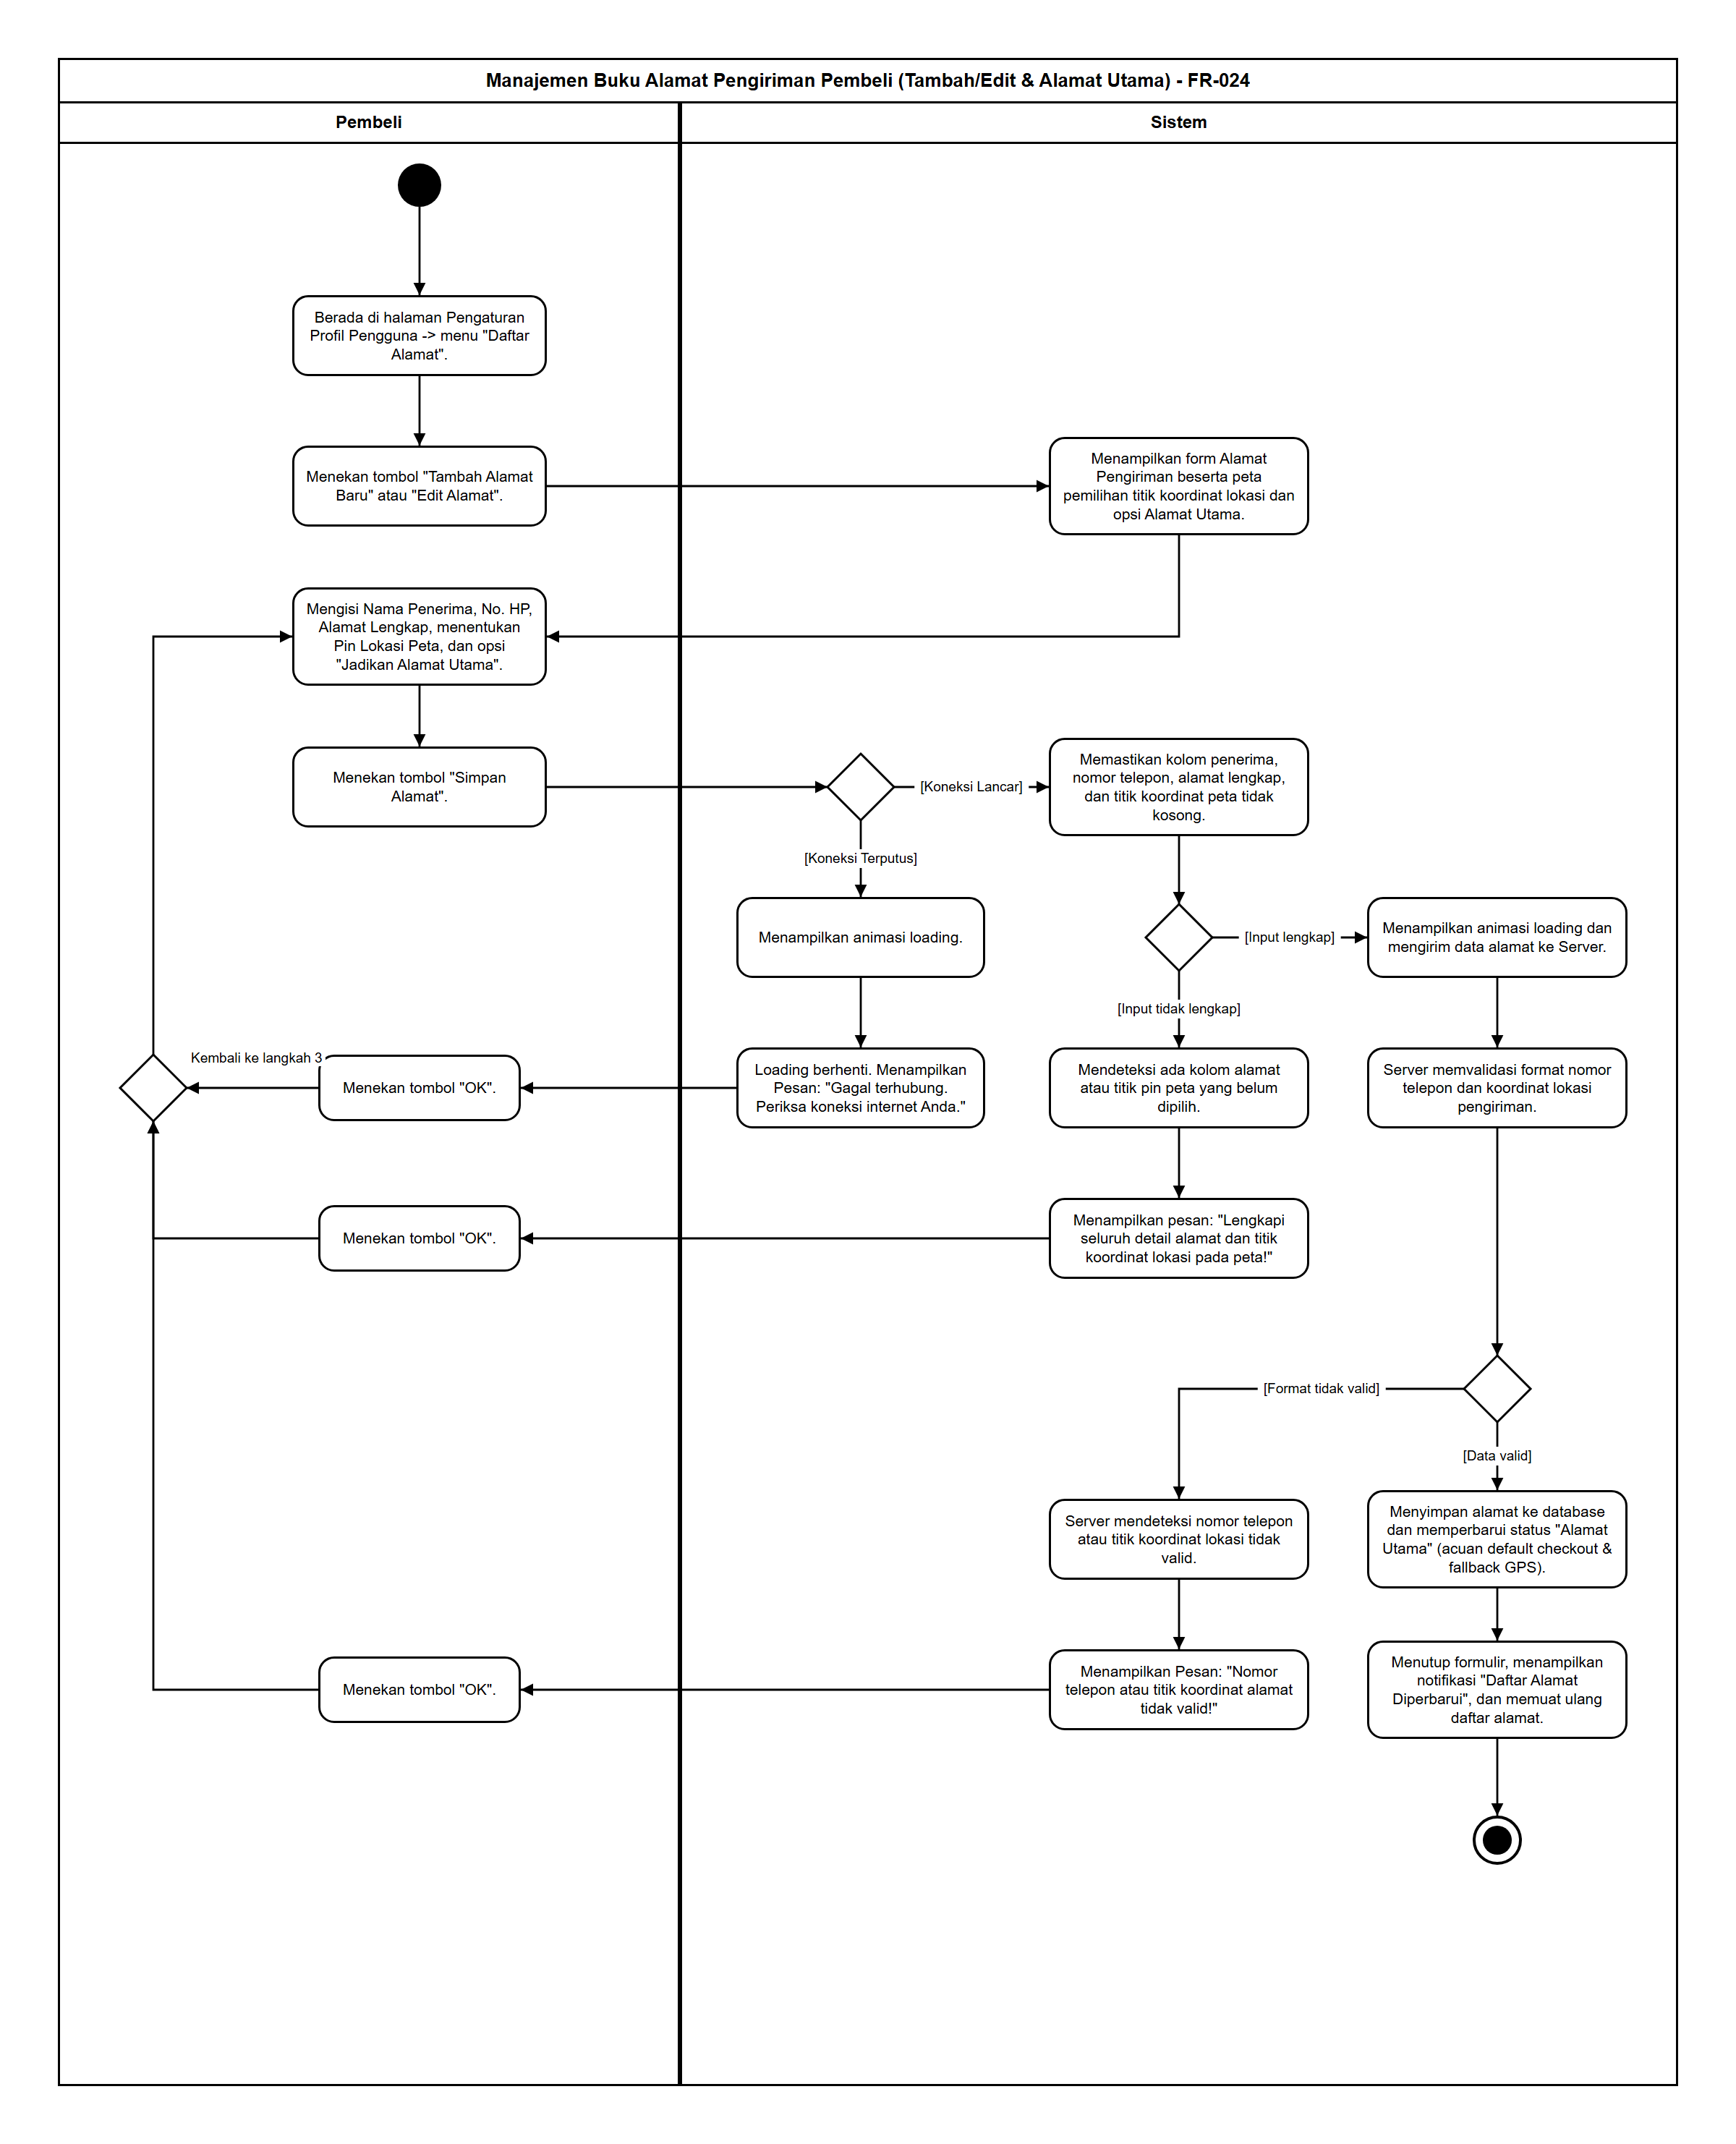 Manajemen Buku Alamat Pengiriman Pembeli (Tambah/Edit & Alamat Utama) - FR-024
Pembeli
Sistem
Berada di halaman Pengaturan
Profil Pengguna -> menu "Daftar
Alamat".
Menekan tombol "Tambah Alamat
Baru" atau "Edit Alamat".
Menampilkan form Alamat
Pengiriman beserta peta
pemilihan titik koordinat lokasi dan
opsi Alamat Utama.
Mengisi Nama Penerima, No. HP,
Alamat Lengkap, menentukan
Pin Lokasi Peta, dan opsi
"Jadikan Alamat Utama".
Menekan tombol "Simpan
Alamat".
[Koneksi Lancar]
Memastikan kolom penerima,
nomor telepon, alamat lengkap,
dan titik koordinat peta tidak
kosong.
[Koneksi Terputus]
Menampilkan animasi loading.
[Input lengkap]
Menampilkan animasi loading dan
mengirim data alamat ke Server.
[Input tidak lengkap]
Kembali ke langkah 3
Menekan tombol "OK".
Loading berhenti. Menampilkan
Pesan: "Gagal terhubung.
Periksa koneksi internet Anda."
Mendeteksi ada kolom alamat
atau titik pin peta yang belum
dipilih.
Server memvalidasi format nomor
telepon dan koordinat lokasi
pengiriman.
Menekan tombol "OK".
Menampilkan pesan: "Lengkapi
seluruh detail alamat dan titik
koordinat lokasi pada peta!"
[Format tidak valid]
[Data valid]
Server mendeteksi nomor telepon
atau titik koordinat lokasi tidak
valid.
Menyimpan alamat ke database
dan memperbarui status "Alamat
Utama" (acuan default checkout &
fallback GPS).
Menekan tombol "OK".
Menampilkan Pesan: "Nomor
telepon atau titik koordinat alamat
tidak valid!"
Menutup formulir, menampilkan
notifikasi "Daftar Alamat
Diperbarui", dan memuat ulang
daftar alamat.